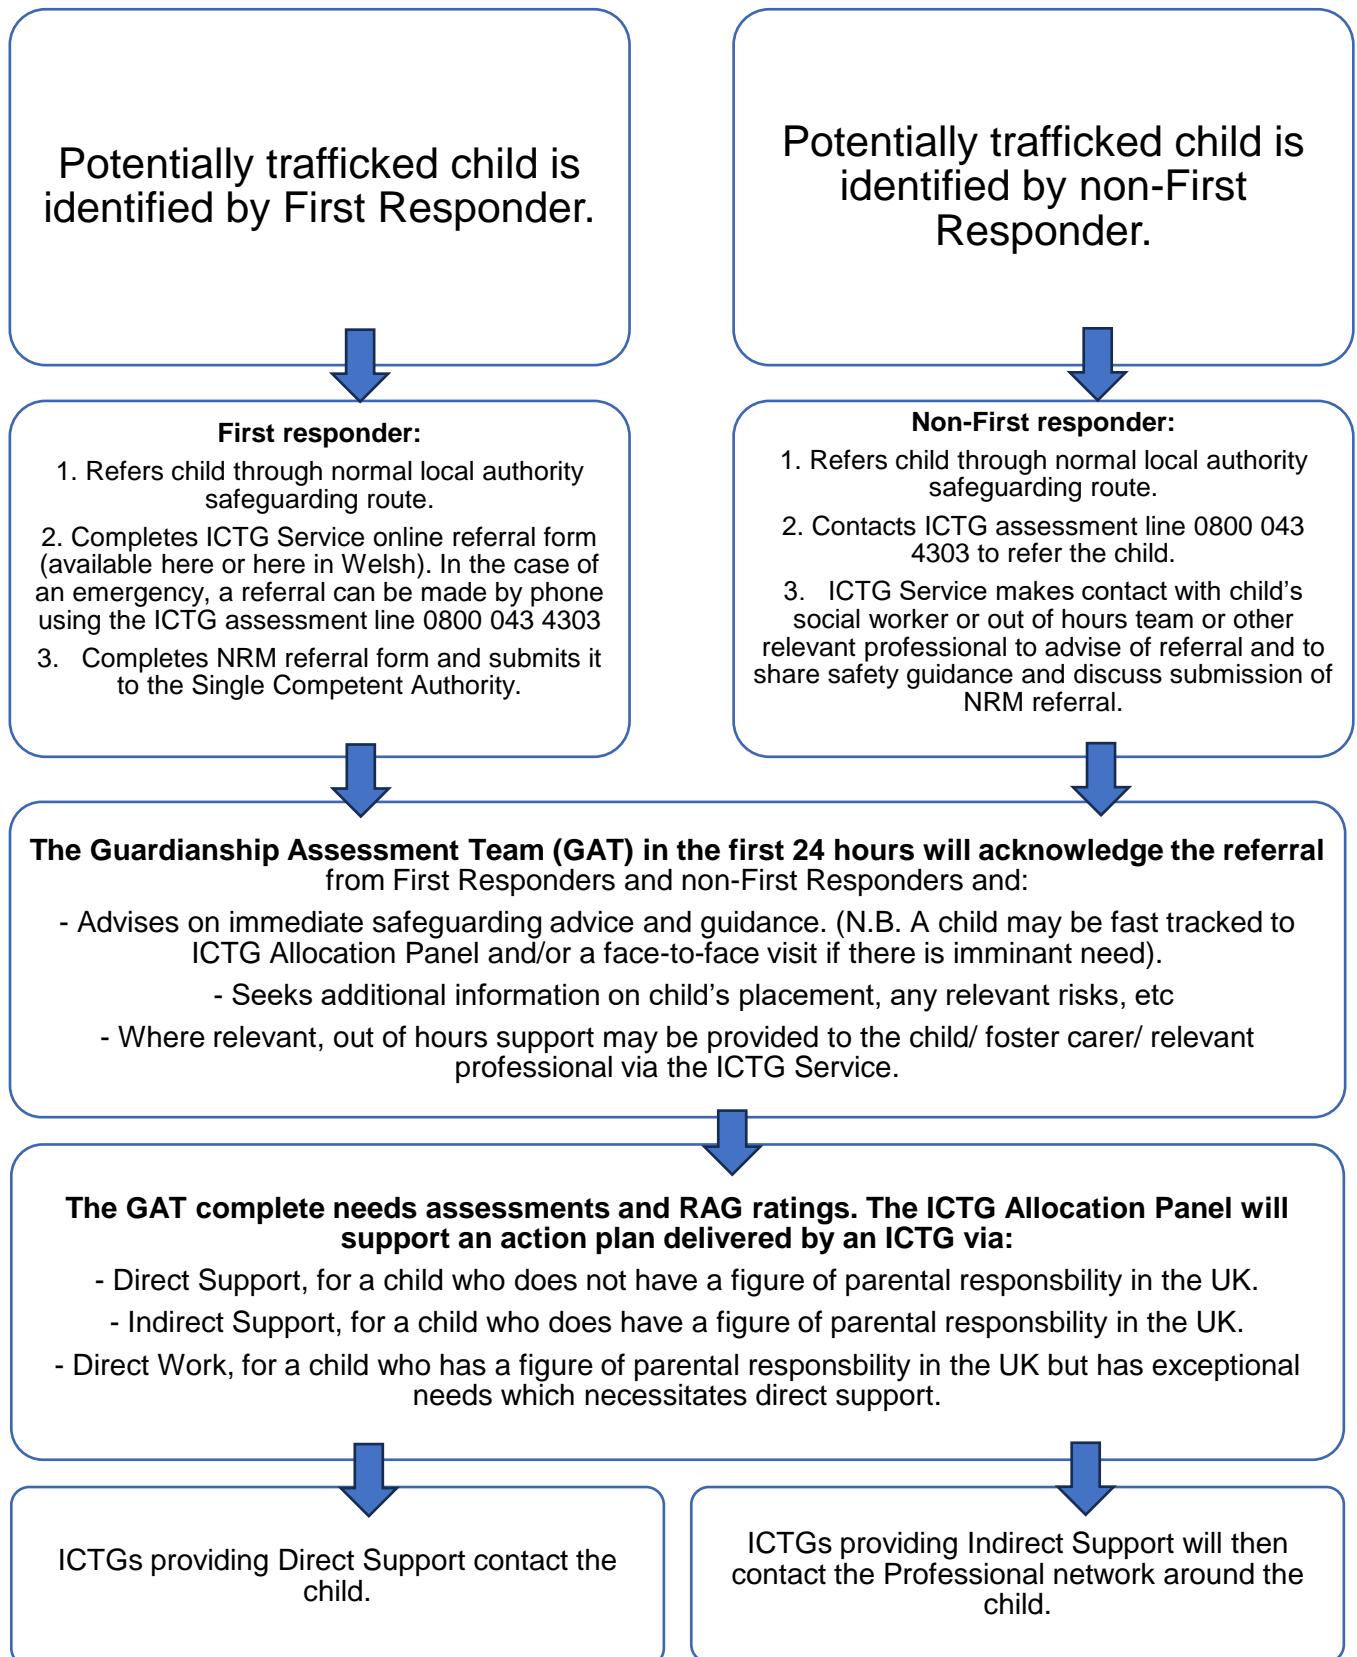 Potentially trafficked child is
identified by First Responder.
Potentially trafficked child is
identified by non-First
Responder.
First responder:
1. Refers child through normal local authority
safeguarding route.
2. Completes ICTG Service online referral form
(available here or here in Welsh). In the case of
an emergency, a referral can be made by phone
using the ICTG assessment line 0800 043 4303
3. Completes NRM referral form and submits it
to the Single Competent Authority.
Non-First responder:
1. Refers child through normal local authority
safeguarding route.
2. Contacts ICTG assessment line 0800 043
4303 to refer the child.
3. ICTG Service makes contact with child’s
social worker or out of hours team or other
relevant professional to advise of referral and to
share safety guidance and discuss submission of
NRM referral.
The Guardianship Assessment Team (GAT) in the first 24 hours will acknowledge the referral
from First Responders and non-First Responders and:
- Advises on immediate safeguarding advice and guidance. (N.B. A child may be fast tracked to
ICTG Allocation Panel and/or a face-to-face visit if there is imminant need).
- Seeks additional information on child’s placement, any relevant risks, etc
- Where relevant, out of hours support may be provided to the child/ foster carer/ relevant
professional via the ICTG Service.
The GAT complete needs assessments and RAG ratings. The ICTG Allocation Panel will
support an action plan delivered by an ICTG via:
- Direct Support, for a child who does not have a figure of parental responsbility in the UK.
- Indirect Support, for a child who does have a figure of parental responsbility in the UK.
- Direct Work, for a child who has a figure of parental responsbility in the UK but has exceptional
needs which necessitates direct support.
ICTGs providing Direct Support contact the
child.
ICTGs providing Indirect Support will then
contact the Professional network around the
child.